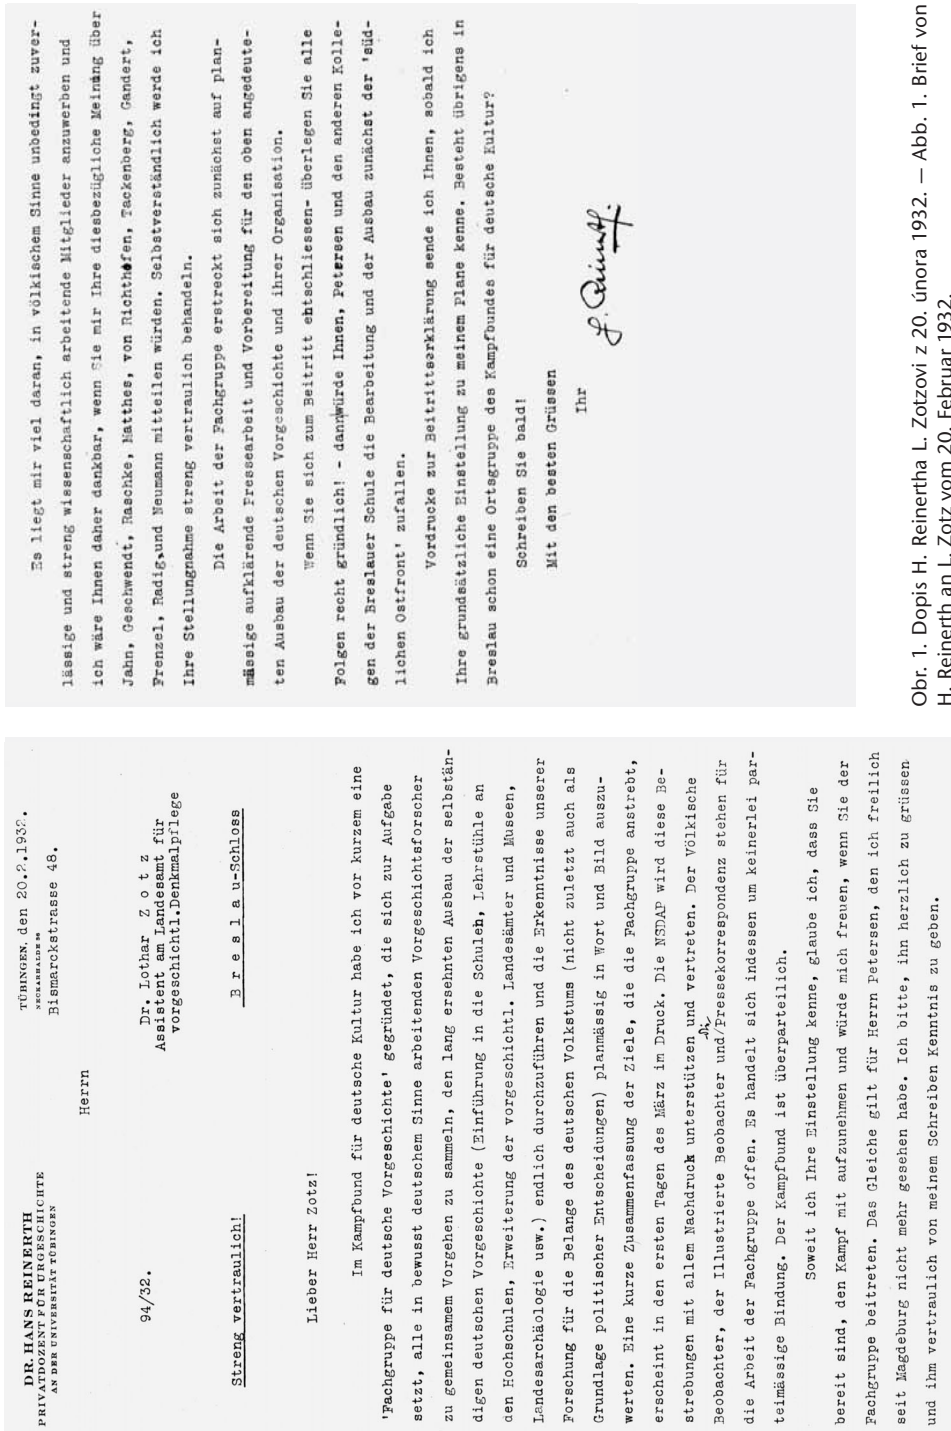 DR. HANS REINERTH
PRIVATDOZENT FÜR URGESCHICHTE
AN DER UNIVERSITÄT TÜBINGEN
TÜBINGEN, den 20.2.1932.
NECKARHALDE 56
Bismarckstrasse 48.
Herrn
94/32.
Dr. Lothar Z o t z
Assistent am Landesamt für
vorgeschichtl.Denkmalpflege
Streng vertraulich!
B r e s l a u-Schloss
Lieber Herr Zotz!
Im Kampfbund für deutsche Kultur habe ich vor kurzem eine
'Fachgruppe für deutsche Vorgeschichte' gegründet, die sich zur Aufgabe
setzt, alle in bewusst deutschem Sinne arbeitenden Vorgeschichtsforscher
zu gemeinsamem Vorgehen zu sammeln, den lang ersehnten Ausbau der selbstän-
digen deutschen Vorgeschichte (Einführung in die Schulen, Lehrstühle an
den Hochschulen, Erweiterung der vorgeschichtl. Landesämter und Museen,
Landesarchäologie usw.) endlich durchzuführen und die Erkenntnisse unserer
Forschung für die Belange des deutschen Volkstums (nicht zuletzt auch als
Grundlage politischer Entscheidungen) planmässig in Wort und Bild auszu-
werten. Eine kurze Zusammenfassung der Ziele, die die Fachgruppe anstrebt,
erscheint in den ersten Tagen des März im Druck. Die NSDAP wird diese Be-
strebungen mit allem Nachdruck unterstützen und vertreten. Der Völkische
Beobachter, der Illustrierte Beobachter und/Pressekorrespondenz stehen für
die Arbeit der Fachgruppe offen. Es handelt sich indessen um keinerlei par-
teimässige Bindung. Der Kampfbund ist überparteilich.
Soweit ich Ihre Einstellung kenne, glaube ich, dass Sie
bereit sind, den Kampf mit aufzunehmen und würde mich freuen, wenn Sie der
Fachgruppe beitreten. Das Gleiche gilt für Herrn Petersen, den ich freilich
seit Magdeburg nicht mehr gesehen habe. Ich bitte, ihn herzlich zu grüssen
und ihm vertraulich von meinem Schreiben Kenntnis zu geben.
Es liegt mir viel daran, in völkischem Sinne unbedingt zuver-
lässige und streng wissenschaftlich arbeitende Mitglieder anzuwerben und
ich wäre Ihnen daher dankbar, wenn Sie mir Ihre diesbezügliche Meinung über
Jahn, Geschwendt, Raschke, Matthes, von Richthofen, Tackenberg, Gandert,
Frenzel, Radig,und Neumann mitteilen würden. Selbstverständlich werde ich
Ihre Stellungnahme streng vertraulich behandeln.
Die Arbeit der Fachgruppe erstreckt sich zunächst auf plan-
mässige aufklärende Pressearbeit und Vorbereitung für den oben angedeute-
ten Ausbau der deutschen Vorgeschichte und ihrer Organisation.
Wenn Sie sich zum Beitritt entschliessen- überlegen Sie alle
Folgen recht gründlich! - dannwürde Ihnen, Petersen und den anderen Kolle-
gen der Breslauer Schule die Bearbeitung und der Ausbau zunächst der 'süd-
lichen Ostfront' zufallen.
Vordrucke zur Beitrittserklärung sende ich Ihnen, sobald ich
Ihre grundsätzliche Einstellung zu meinem Plane kenne. Besteht übrigens in
Breslau schon eine Ortsgruppe des Kampfbundes für deutsche Kultur?
Schreiben Sie bald!
Mit den besten Grüssen
Ihr
Obr. 1. Dopis H. Reinertha L. Zotzovi z 20. února 1932. — Abb. 1. Brief von
H. Reinerth an L. Zotz vom 20. Februar 1932.